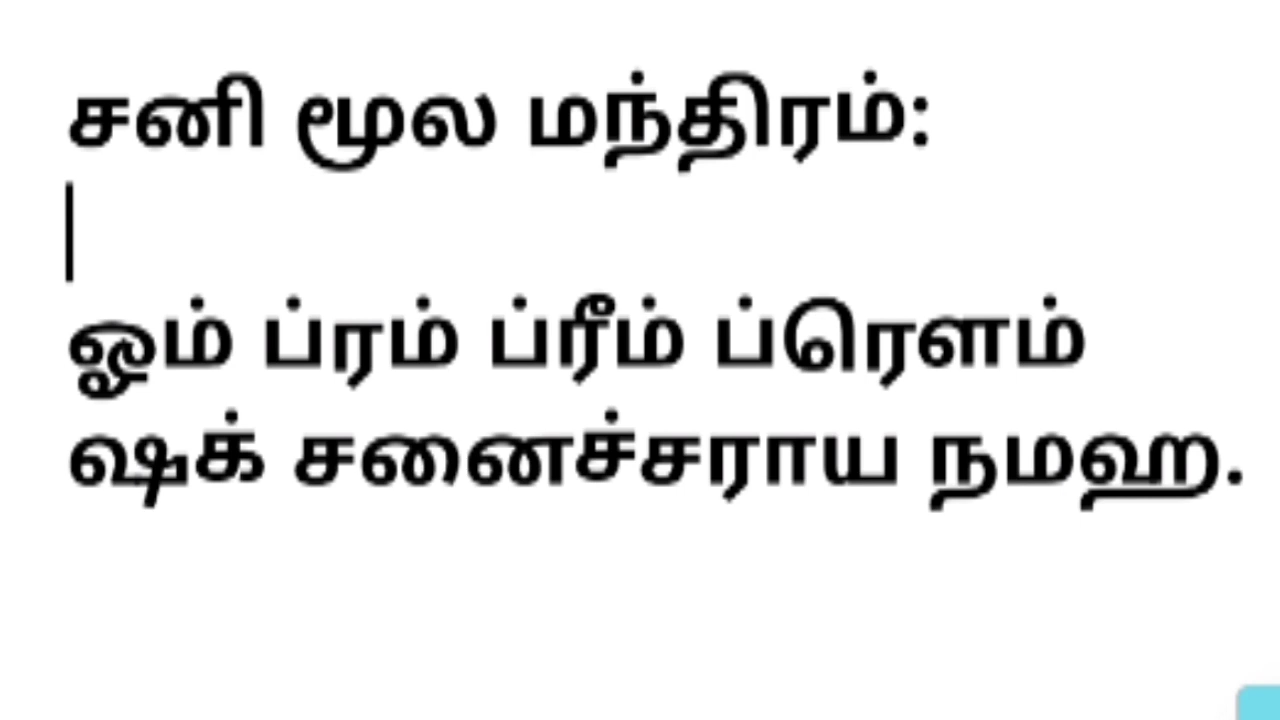 சனி மூல மந்திரம்:
ஓம் ப்ரம் ப்ரீம் ப்ரௌம்
ஷக் சனைச்சராய நமஹ.